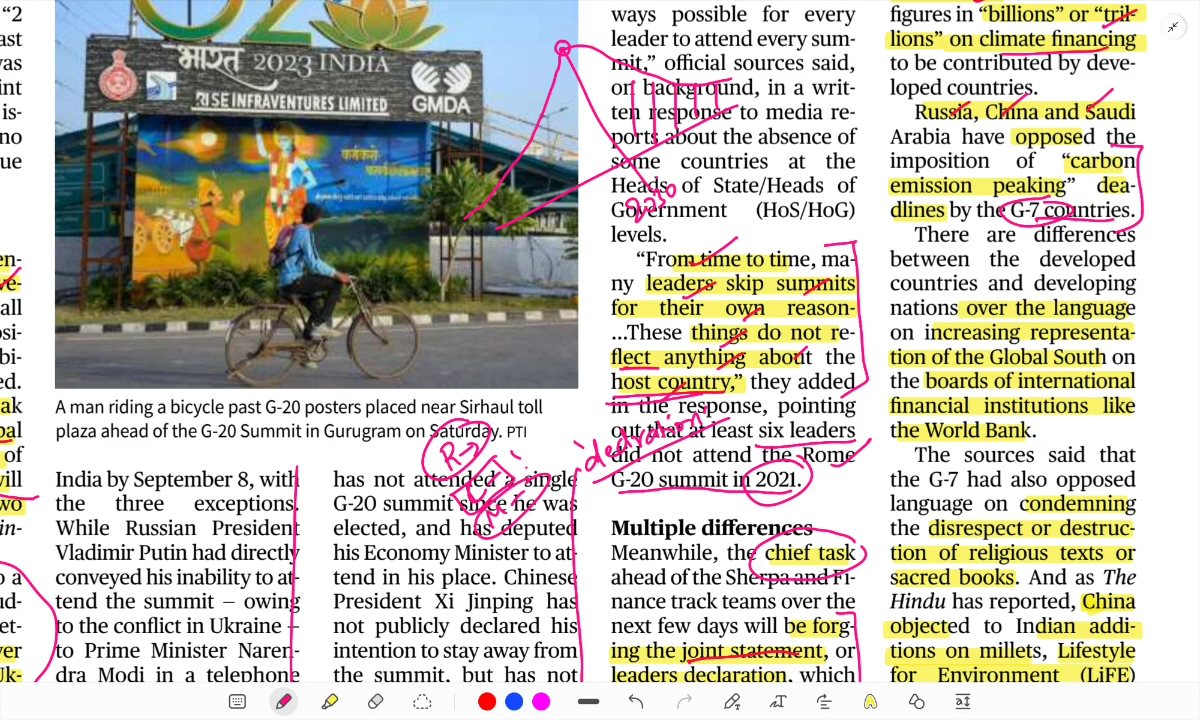 G20
भारत 2023 INDIA
RISE INFRAVENTURES LIMITED
GMDA
A man riding a bicycle past G-20 posters placed near Sirhaul toll
plaza ahead of the G-20 Summit in Gurugram on Saturday. PTI
India by September 8, with
the three exceptions.
While Russian President
Vladimir Putin had directly
conveyed his inability to at-
tend the summit – owing
to the conflict in Ukraine –
to Prime Minister Naren-
dra Modi in a telephone
has not attended a single
G-20 summit since he was
elected, and has deputed
his Economy Minister to at-
tend in his place. Chinese
President Xi Jinping has
not publicly declared his
intention to stay away from
the summit, but has not
ways possible for every
leader to attend every sum-
mit,” official sources said,
on background, in a writ-
ten response to media re-
ports about the absence of
some countries at the
Heads of State/Heads of
Government (HoS/HoG)
levels.
“From time to time, ma-
ny leaders skip summits
for their own reason-
...These things do not re-
flect anything about the
host country,” they added
in the response, pointing
out that at least six leaders
did not attend the Rome
G-20 summit in 2021.
Multiple differences
Meanwhile, the chief task
ahead of the Sherpa and Fi-
nance track teams over the
next few days will be forg-
ing the joint statement, or
leaders declaration, which
figures in “billions” or “tril-
lions” on climate financing
to be contributed by deve-
loped countries.
Russia, China and Saudi
Arabia have opposed the
imposition of “carbon
emission peaking” dea-
dlines by the G-7 countries.
There are differences
between the developed
countries and developing
nations over the language
on increasing representa-
tion of the Global South on
the boards of international
financial institutions like
the World Bank.
The sources said that
the G-7 had also opposed
language on condemning
the disrespect or destruc-
tion of religious texts or
sacred books. And as The
Hindu has reported, China
objected to Indian addi-
tions on millets, Lifestyle
for Environment (LiFE)
2030